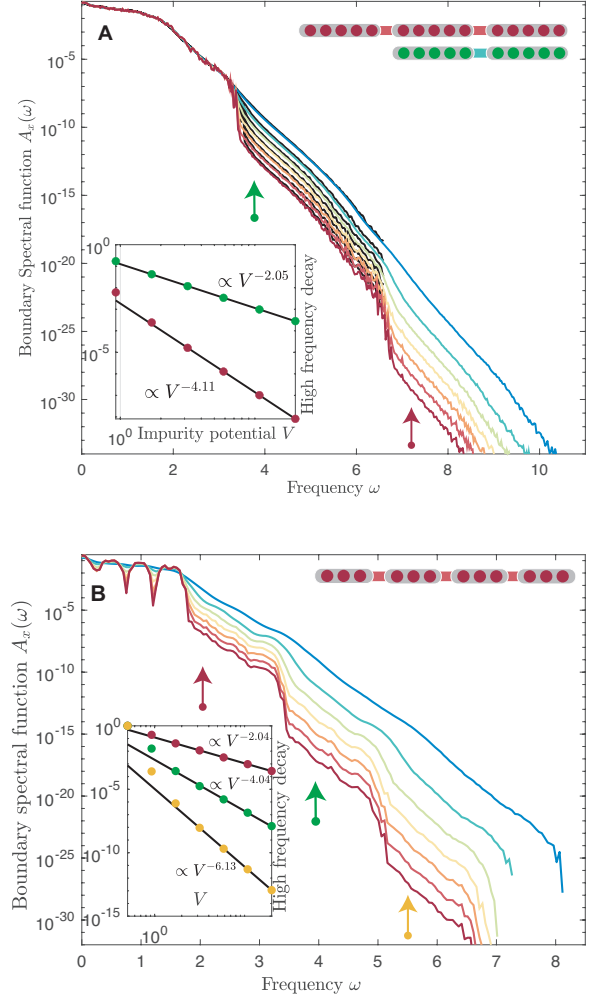 A
Boundary Spectral function A_x(ω)
10^-5
10^-10
10^-15
10^-20
10^-25
10^-30
10^0
10^-5
∝ V^-2.05
∝ V^-4.11
High frequency decay
10^0
Impurity potential V
0 2 4 6 8 10
Frequency ω
B
Boundary spectral function A_x(ω)
10^-5
10^-10
10^-15
10^-20
10^-25
10^-30
10^0
10^-5
10^-10
10^-15
∝ V^-2.04
∝ V^-4.04
∝ V^-6.13
High frequency decay
V
10^0
0 1 2 3 4 5 6 7 8
Frequency ω